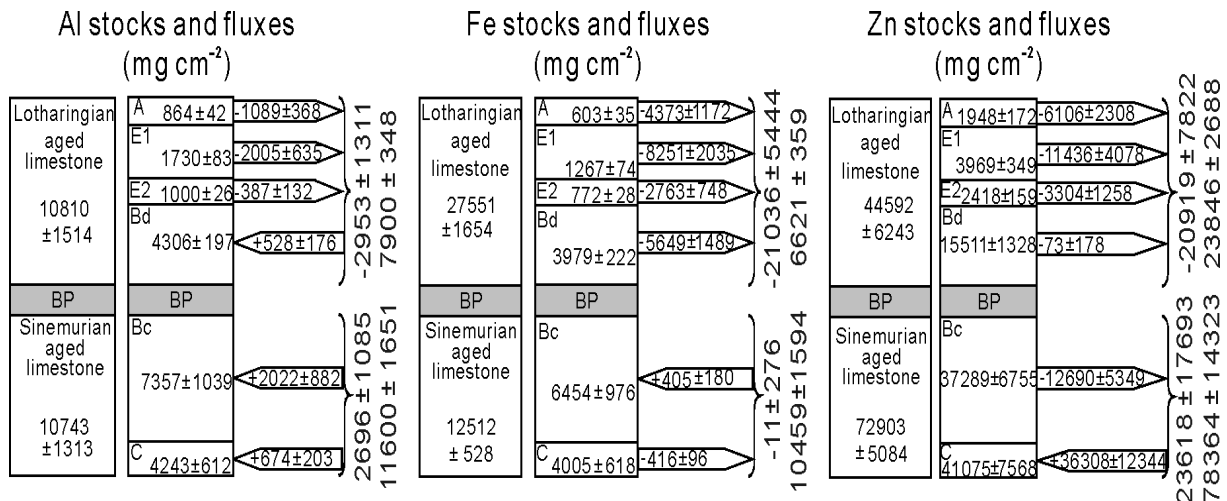 Al stocks and fluxes
(mg cm⁻²)
Lotharingian
aged
limestone
10810
±1514
BP
Sinemurian
aged
limestone
10743
±1313
A 864±42 -1089±368
E1
1730±83 -2005±635
E2 1000±26 -387±132
Bd
4306±197 +528±176
BP
Bc
7357±1039 +2022±882
C 4243±612 +674±203
-2953±1311
7900±348
2696±1085
11600±1651
Fe stocks and fluxes
(mg cm⁻²)
Lotharingian
aged
limestone
27551
±1654
BP
Sinemurian
aged
limestone
12512
±528
A 603±35 -4373±1172
E1
1267±74 -8251±2035
E2 772±28 -2763±748
Bd
3979±222 -5649±1489
BP
Bc
6454±976 +405±180
C 4005±618 -416±96
-21036±5444
6621±359
-11±276
10459±1594
Zn stocks and fluxes
(mg cm⁻²)
Lotharingian
aged
limestone
44592
±6243
BP
Sinemurian
aged
limestone
72903
±5084
A 1948±172 -6106±2308
E1
3969±349 -11436±4078
E2 2418±159 -3304±1258
Bd
15511±1328 -73±178
BP
Bc
37289±6755 -12690±5349
C
41075±7568 +36308±12344
-20919±7822
23846±2688
23618±17693
78364±14323